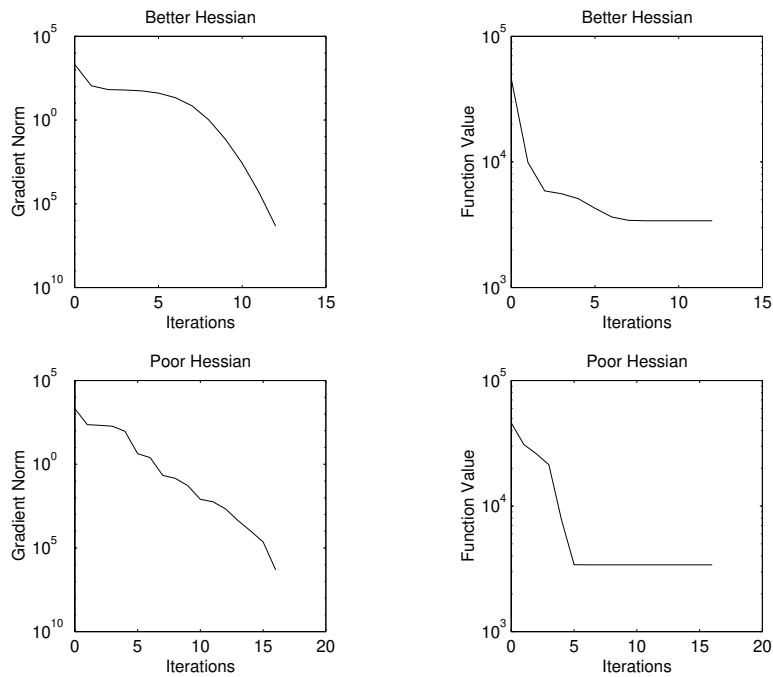 Better Hessian
Gradient Norm
10^5
10^0
10^5
10^10
0 5 10 15
Iterations
Better Hessian
Function Value
10^5
10^4
10^3
0 5 10 15
Iterations
Poor Hessian
Gradient Norm
10^5
10^0
10^5
10^10
0 5 10 15 20
Iterations
Poor Hessian
Function Value
10^5
10^4
10^3
0 5 10 15 20
Iterations